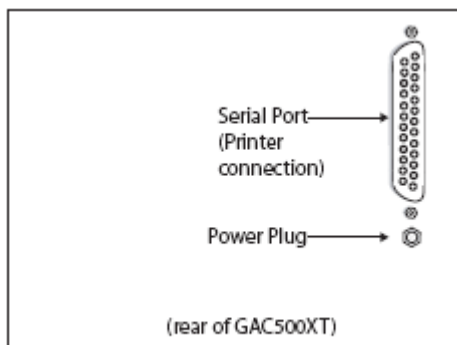 Serial Port
(Printer
connection)
Power Plug
(rear of GAC500XT)